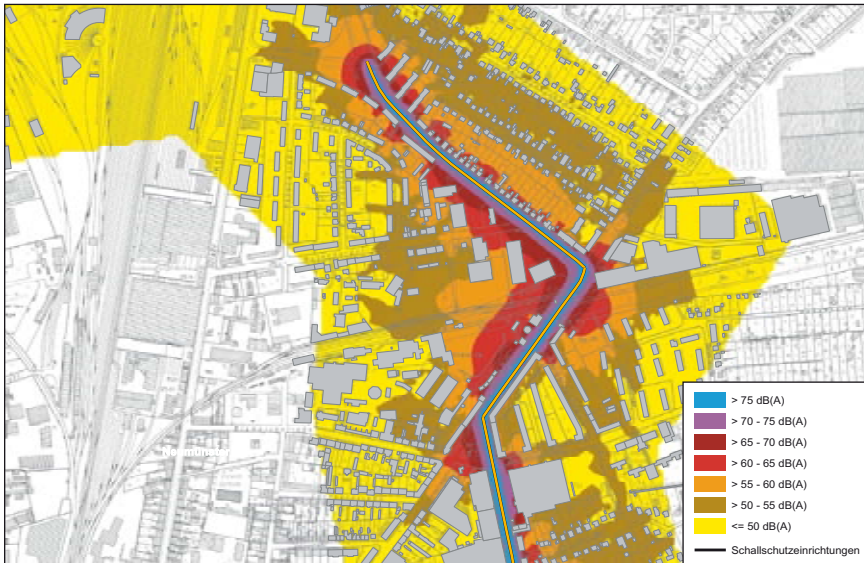 Neumünster
> 75 dB(A)
> 70 - 75 dB(A)
> 65 - 70 dB(A)
> 60 - 65 dB(A)
> 55 - 60 dB(A)
> 50 - 55 dB(A)
<= 50 dB(A)
Schallschutzeinrichtungen